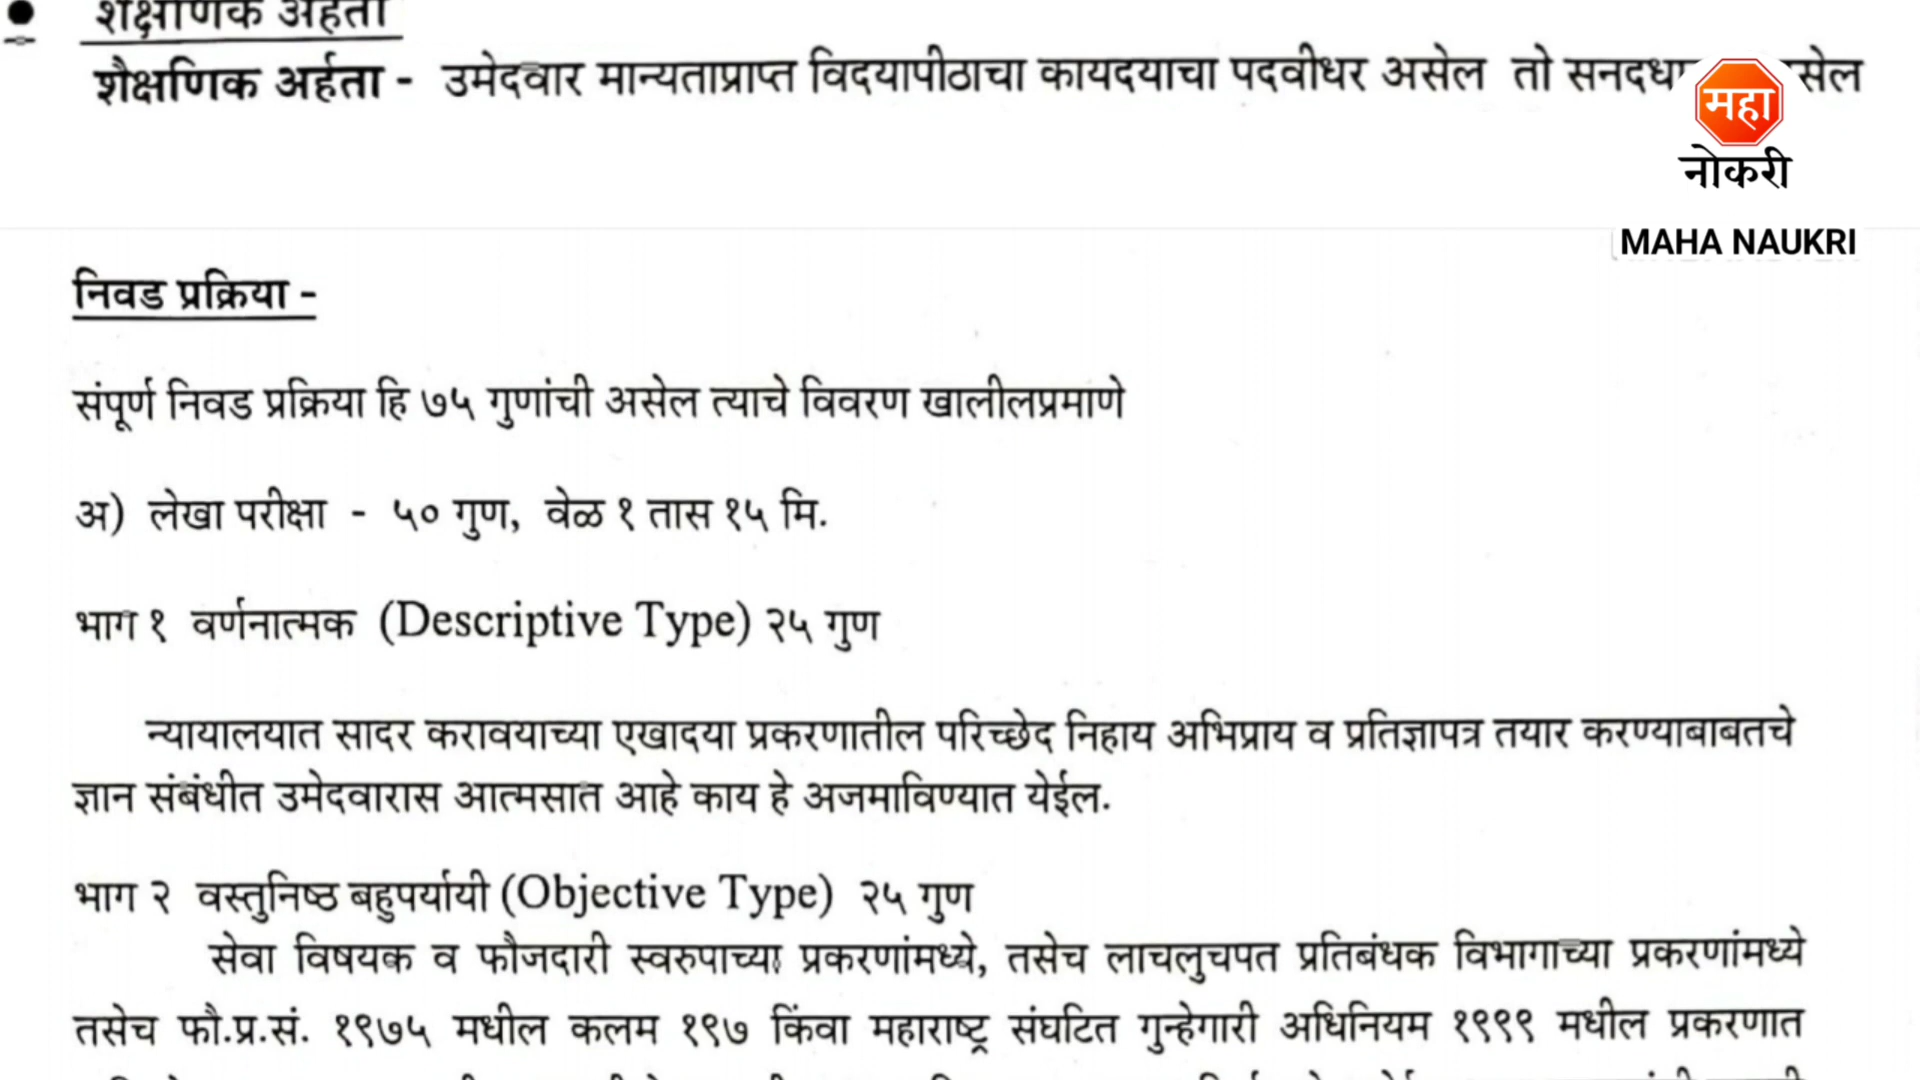 शैक्षणिक अर्हता
शैक्षणिक अर्हता - उमेदवार मान्यताप्राप्त विदयापीठाचा कायदयाचा पदवीधर असेल तो
महा
नोकरी
MAHA NAUKRI
निवड प्रक्रिया -
संपूर्ण निवड प्रक्रिया हि ७५ गुणांची असेल त्याचे विवरण खालीलप्रमाणे
अ) लेखा परीक्षा - ५० गुण, वेळ १ तास १५ मि.
भाग १ वर्णनात्मक (Descriptive Type) २५ गुण
न्यायालयात सादर करावयाच्या एखादया प्रकरणातील परिच्छेद निहाय अभिप्राय व प्रतिज्ञापत्र तयार करण्याबाबतचे
ज्ञान संबंधीत उमेदवारास आत्मसात आहे काय हे अजमाविण्यात येईल.
भाग २ वस्तुनिष्ठ बहुपर्यायी (Objective Type) २५ गुण
सेवा विषयक व फौजदारी स्वरुपाच्या प्रकरणांमध्ये, तसेच लाचलुचपत प्रतिबंधक विभागाच्या प्रकरणांमध्ये
तसेच फौ.प्र.सं. १९७५ मधील कलम १९७ किंवा महाराष्ट्र संघटित गुन्हेगारी अधिनियम १९९९ मधील प्रकरणात